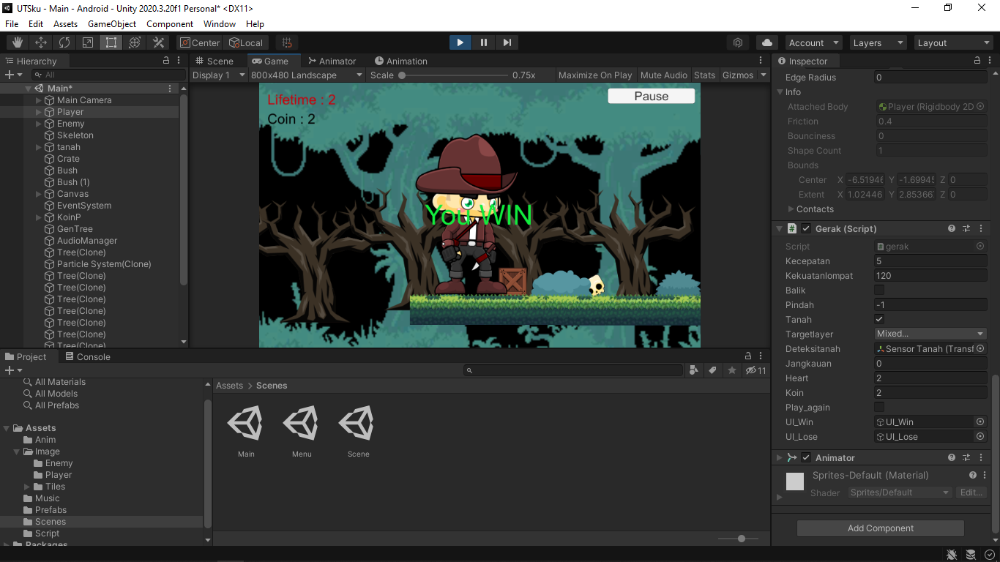 UTSku - Main - Android - Unity 2020.3.20f1 Personal* <DX11>
File Edit Assets GameObject Component Window Help
Center Local Account Layers Layout
Hierarchy
All
Main*
Main Camera
Player
Enemy
Skeleton
tanah
Crate
Bush
Bush (1)
Canvas
EventSystem
KoinP
GenTree
AudioManager
Tree(Clone)
Particle System(Clone)
Tree(Clone)
Tree(Clone)
Tree(Clone)
Tree(Clone)
Tree(Clone)
Tree(Clone)
Tree(Clone)
Scene Game Animator Animation
Display 1 800x480 Landscape Scale 0.75x Maximize On Play Mute Audio Stats Gizmos
Lifetime : 2
Coin : 2
Pause
You WIN
Inspector
Edge Radius 0
Info
Attached Body Player (Rigidbody 2D
Friction 0.4
Bounciness 0
Shape Count 1
Bounds
Center X -6.51946 Y -1.69945 Z 0
Extent X 1.02446 Y 2.85366 Z 0
Contacts
# Gerak (Script)
Script gerak
Kecepatan 5
Kekuatanlompat 120
Balik
Pindah -1
Tanah
Targetlayer Mixed...
Deteksitanah Sensor Tanah (Transf
Jangkauan 0
Heart 2
Koin 2
Play_again
UI_Win UI_Win
UI_Lose UI_Lose
Animator
Sprites-Default (Material)
Shader Sprites/Default Edit...
Add Component
Project Console
11
All Materials
All Models
All Prefabs
Assets
Anim
Image
Enemy
Player
Tiles
Music
Prefabs
Scenes
Script
Packages
Assets > Scenes
Main Menu Scene